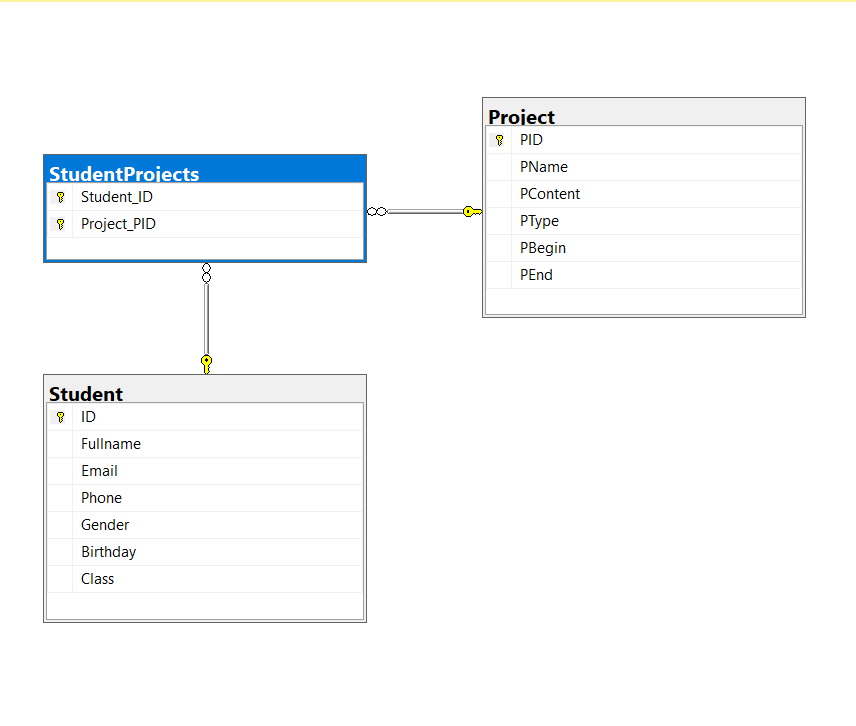 StudentProjects
Student_ID
Project_PID
Project
PID
PName
PContent
PType
PBegin
PEnd
Student
ID
Fullname
Email
Phone
Gender
Birthday
Class